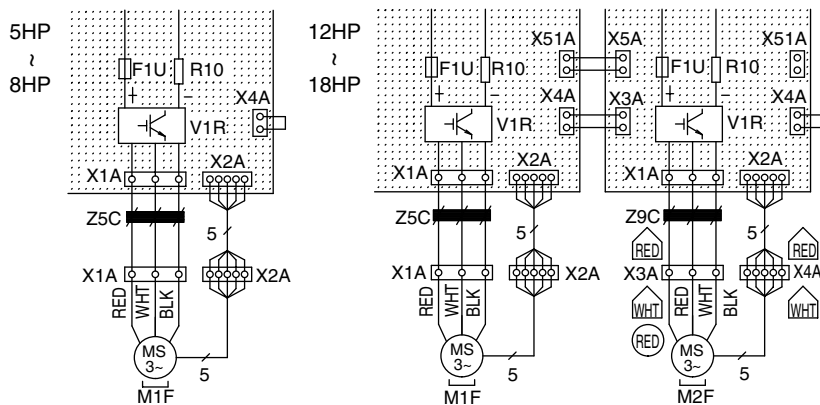 5HP
~
8HP
F1U
R10
+
−
X4A
V1R
X1A
X2A
Z5C
5
X1A
X2A
RED
WHT
BLK
MS
3~
5
M1F
12HP
~
18HP
F1U
R10
+
−
X51A
X4A
V1R
X1A
X2A
Z5C
5
X1A
X2A
RED
WHT
BLK
MS
3~
5
M1F
X5A
X3A
F1U
R10
+
−
X51A
X4A
V1R
X1A
X2A
Z9C
5
RED
RED
X3A
X4A
WHT
RED
RED
WHT
BLK
WHT
MS
3~
5
M2F